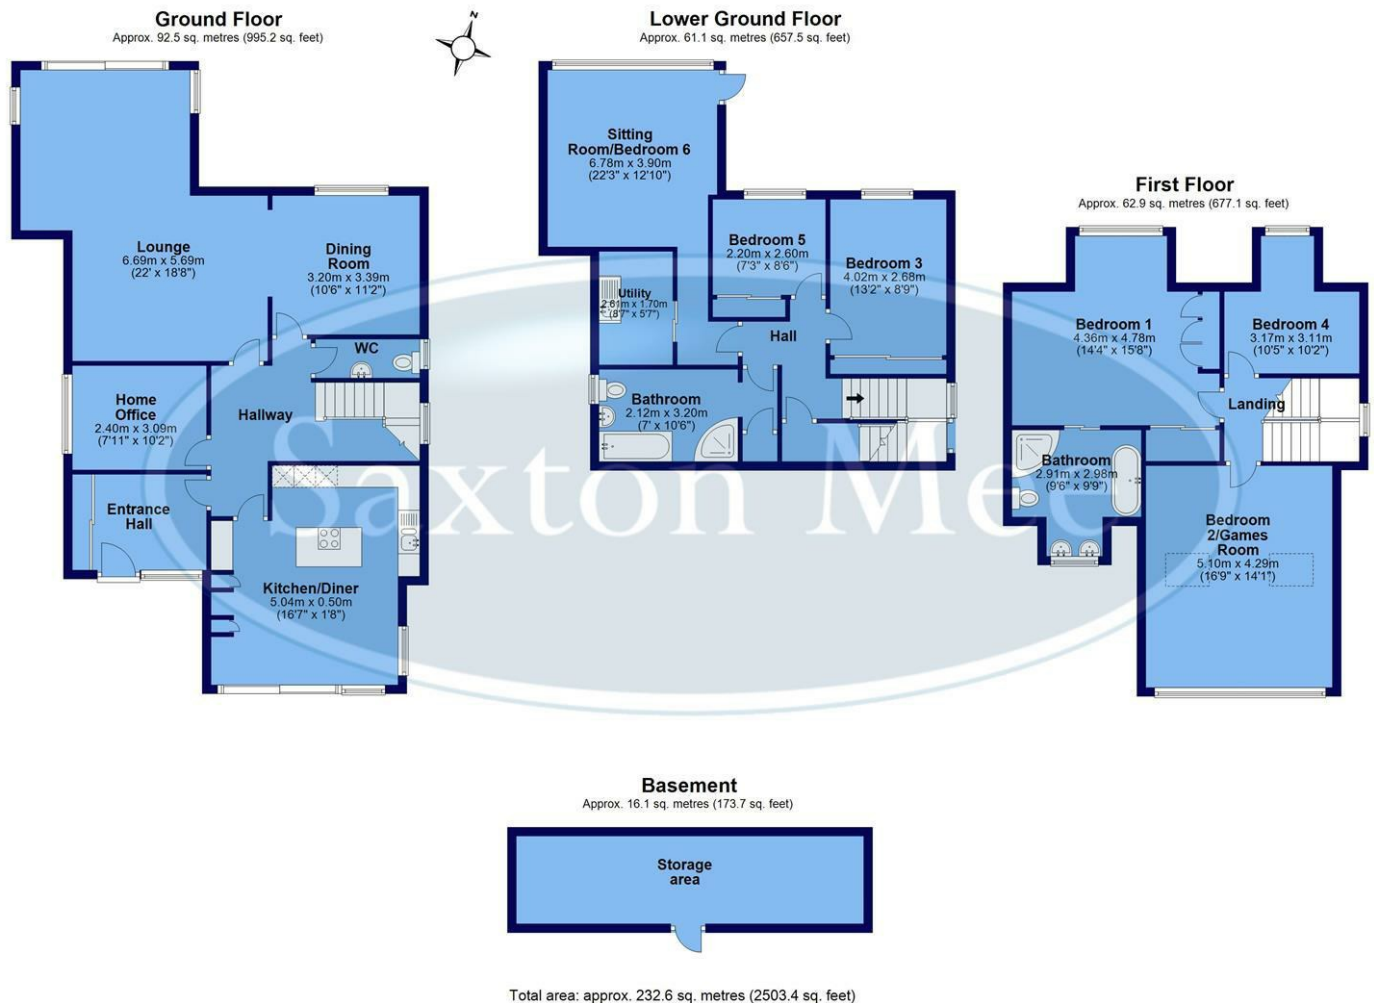 Ground Floor
Approx. 92.5 sq. metres (995.2 sq. feet)
Lounge
6.69m x 5.69m
(22' x 18'8")
Dining
Room
3.20m x 3.39m
(10'6" x 11'2")
WC
Home
Office
2.40m x 3.09m
(7'11" x 10'2")
Hallway
Entrance
Hall
Kitchen/Diner
5.04m x 0.50m
(16'7" x 1'8")
N
Lower Ground Floor
Approx. 61.1 sq. metres (657.5 sq. feet)
Sitting
Room/Bedroom 6
6.78m x 3.90m
(22'3" x 12'10")
Bedroom 5
2.20m x 2.60m
(7'3" x 8'6")
Bedroom 3
4.02m x 2.68m
(13'2" x 8'9")
Utility
2.61m x 1.70m
(8'7" x 5'7")
Hall
Bathroom
2.12m x 3.20m
(7' x 10'6")
First Floor
Approx. 62.9 sq. metres (677.1 sq. feet)
Bedroom 1
4.36m x 4.78m
(14'4" x 15'8")
Bedroom 4
3.17m x 3.11m
(10'5" x 10'2")
Landing
Bathroom
2.91m x 2.98m
(9'6" x 9'9")
Bedroom
2/Games
Room
5.10m x 4.29m
(16'9" x 14'1")
Saxton Mee
Basement
Approx. 16.1 sq. metres (173.7 sq. feet)
Storage
area
Total area: approx. 232.6 sq. metres (2503.4 sq. feet)